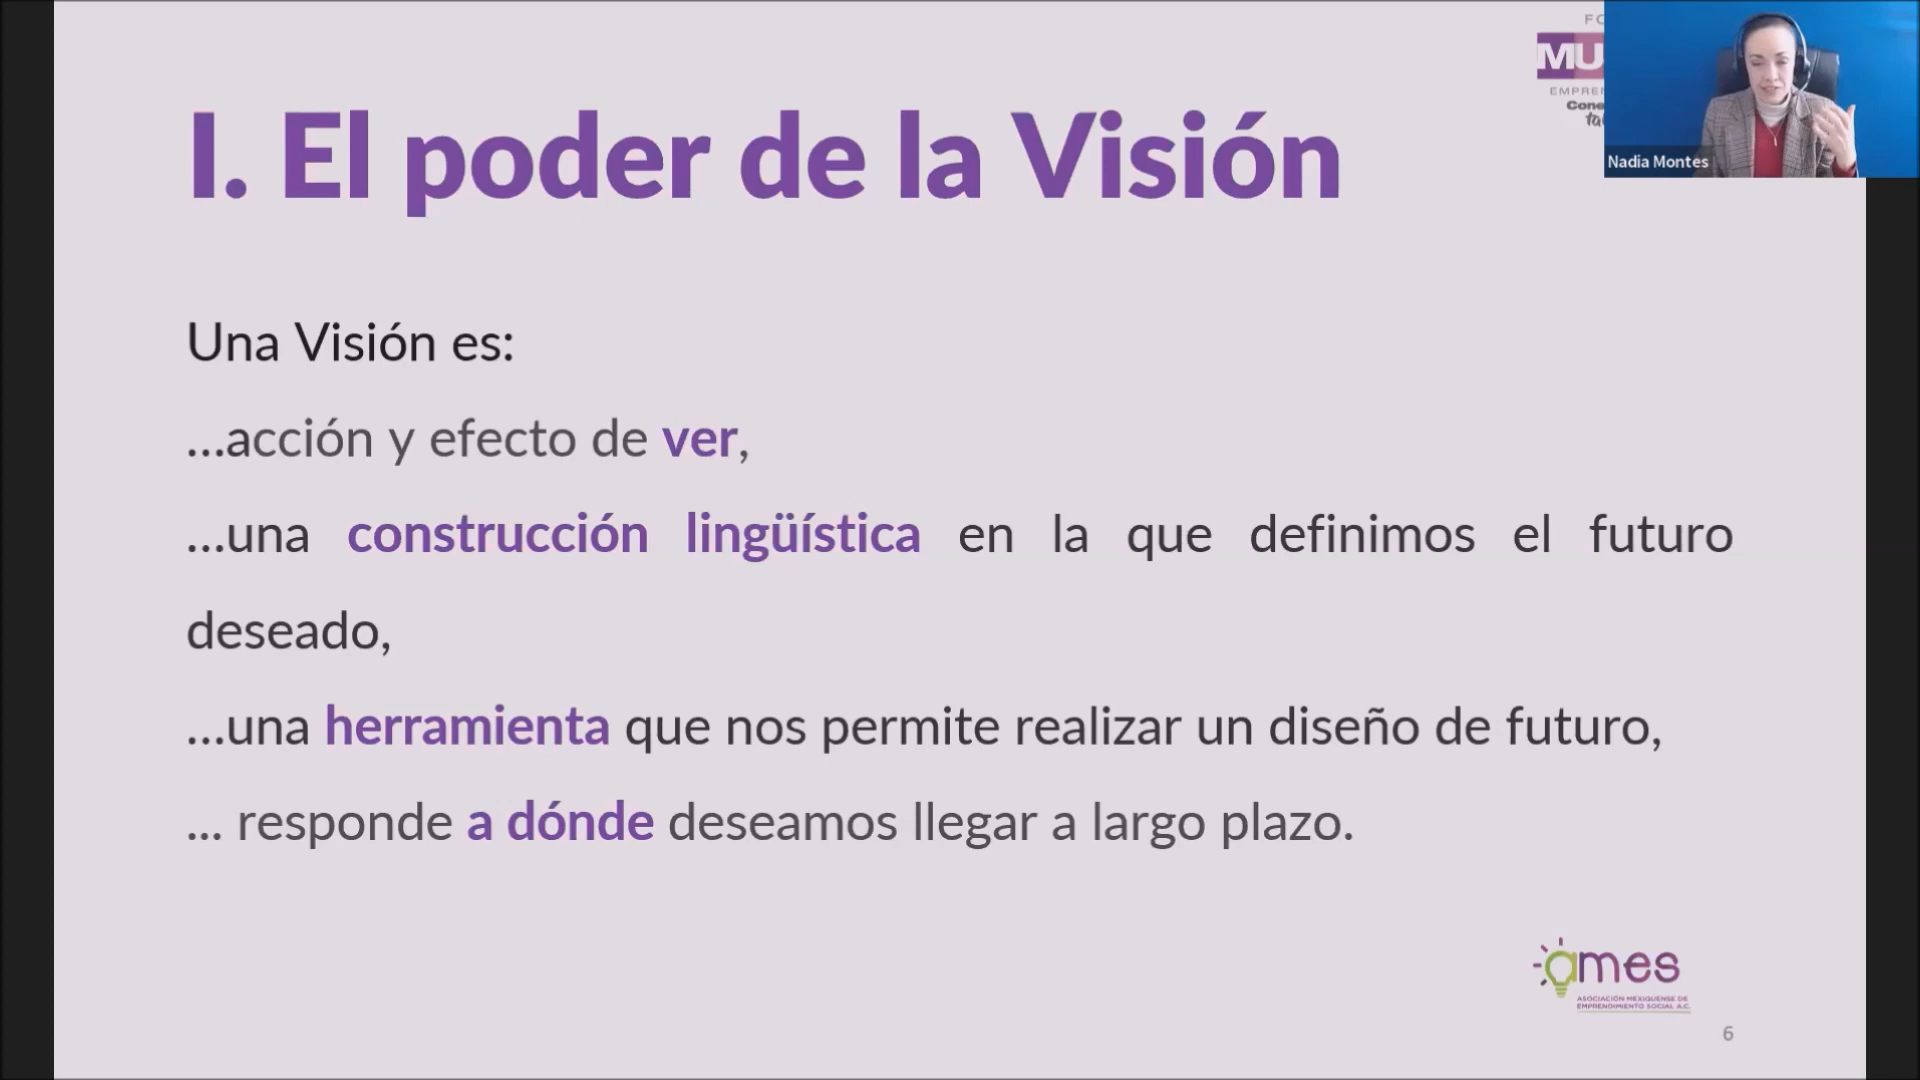 I. El poder de la Visión
Nadia Montes
Una Visión es:
...acción y efecto de ver,
...una construcción lingüística en la que definimos el futuro
deseado,
...una herramienta que nos permite realizar un diseño de futuro,
... responde a dónde deseamos llegar a largo plazo.
ames
ASOCIACIÓN MEXIQUENSE DE
EMPRENDIMIENTO SOCIAL A.C.
6